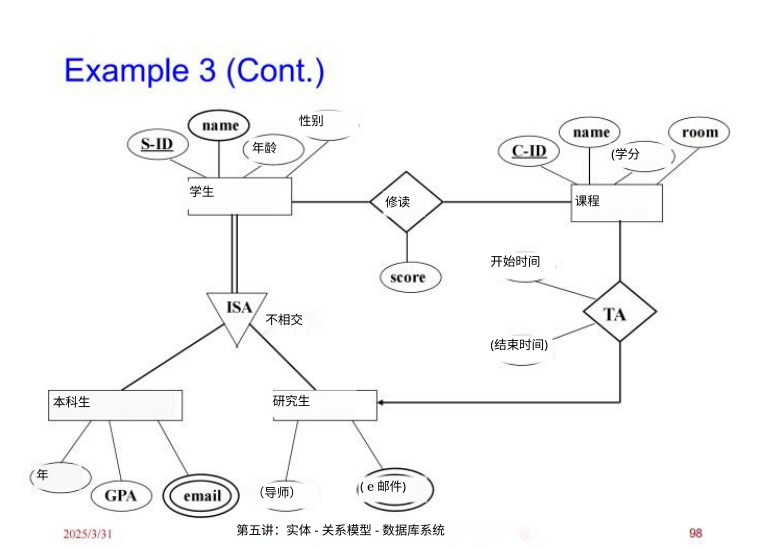 Example 3 (Cont.)
S-ID
name
年龄
性别
C-ID
name
(学分
room
学生
修读
课程
score
开始时间
TA
(结束时间)
ISA
不相交
本科生
研究生
年
GPA
email
(导师）
( e 邮件)
2025/3/31
第五讲：实体 - 关系模型 - 数据库系统
98